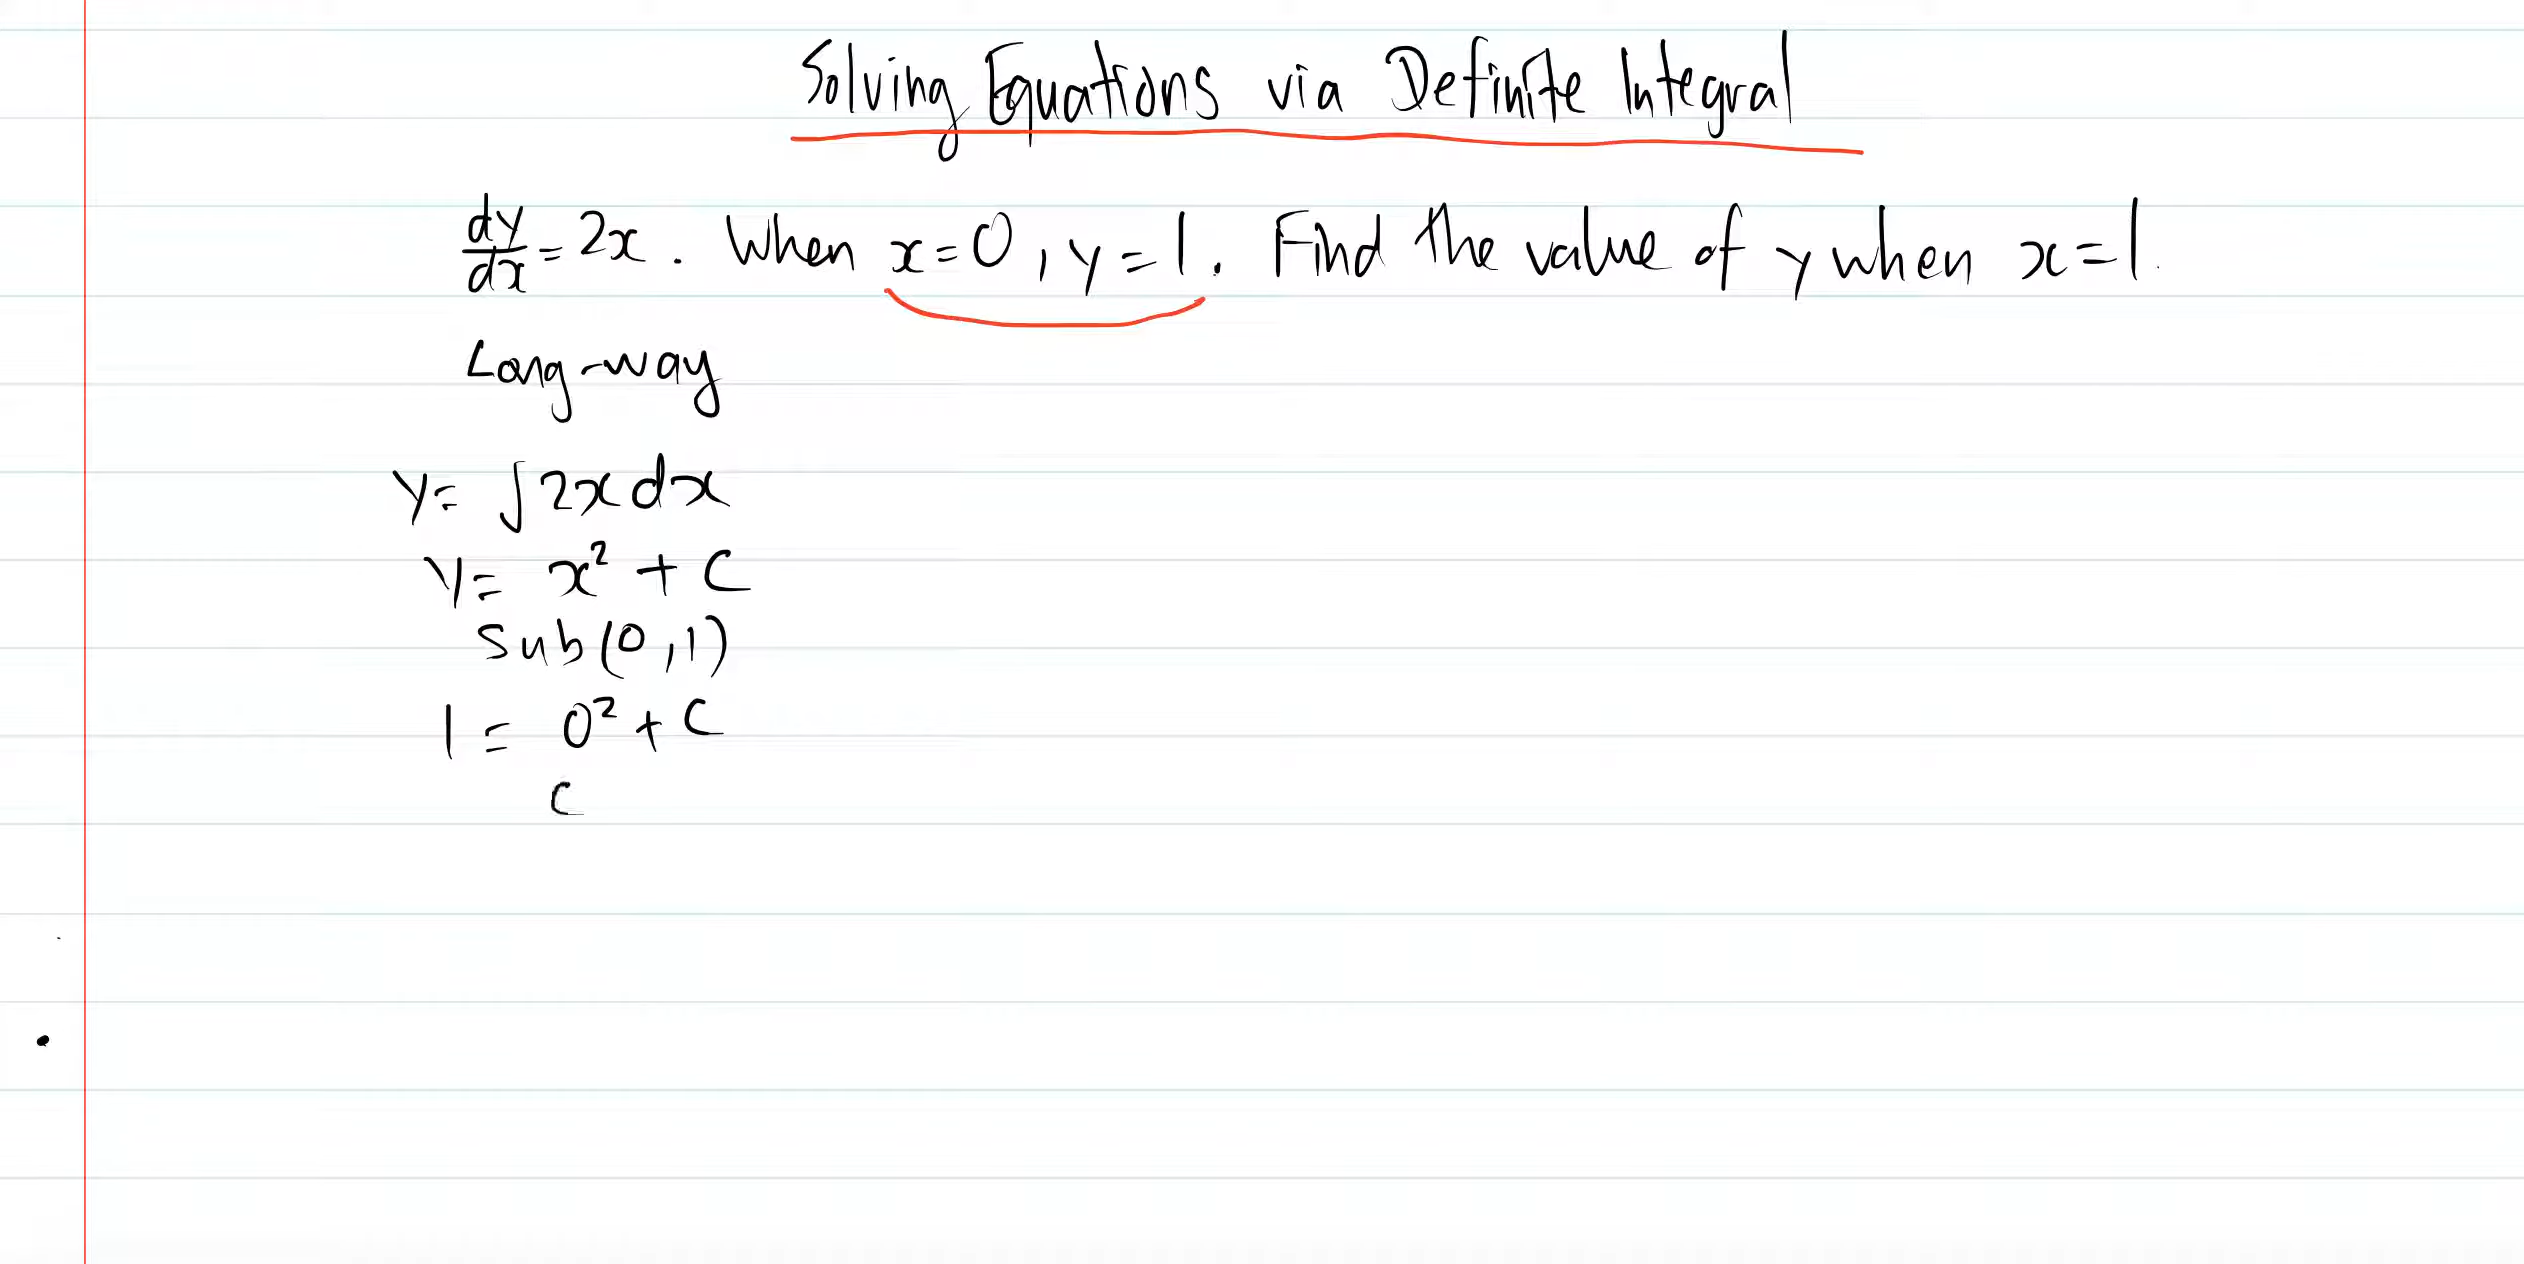 Solving Equations via Definite Integral
dy/dx = 2x. When x=0, y=1. Find the value of y when x=1.
Long-way
y= ∫2x dx
y= x² + C
Sub(0,1)
1= 0² + C
C